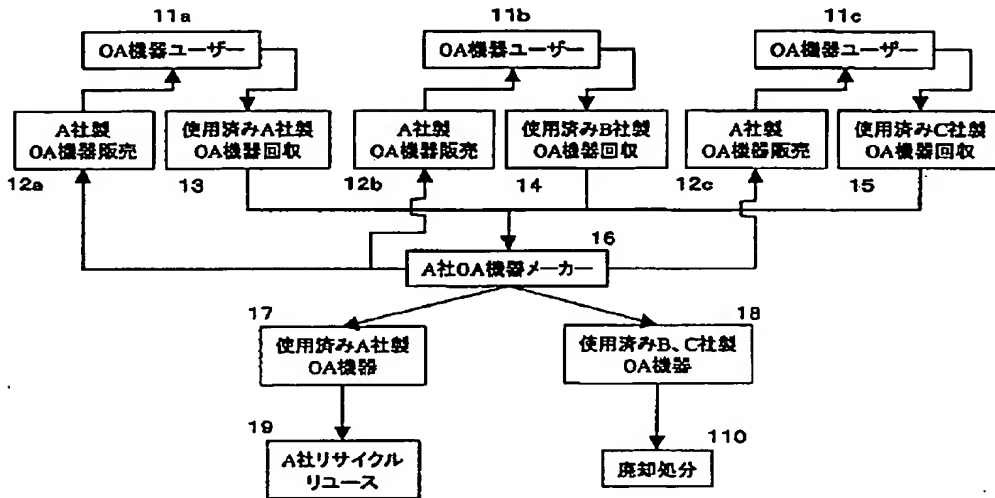 11a
11b
11c
OA機器ユーザー
OA機器ユーザー
OA機器ユーザー
A社製
OA機器販売
使用済みA社製
OA機器回収
A社製
OA機器販売
使用済みB社製
OA機器回収
A社製
OA機器販売
使用済みC社製
OA機器回収
12a
13
12b
14
12c
15
16
A社OA機器メーカー
17
18
使用済みA社製
OA機器
使用済みB、C社製
OA機器
19
110
A社リサイクル
リユース
廃却処分